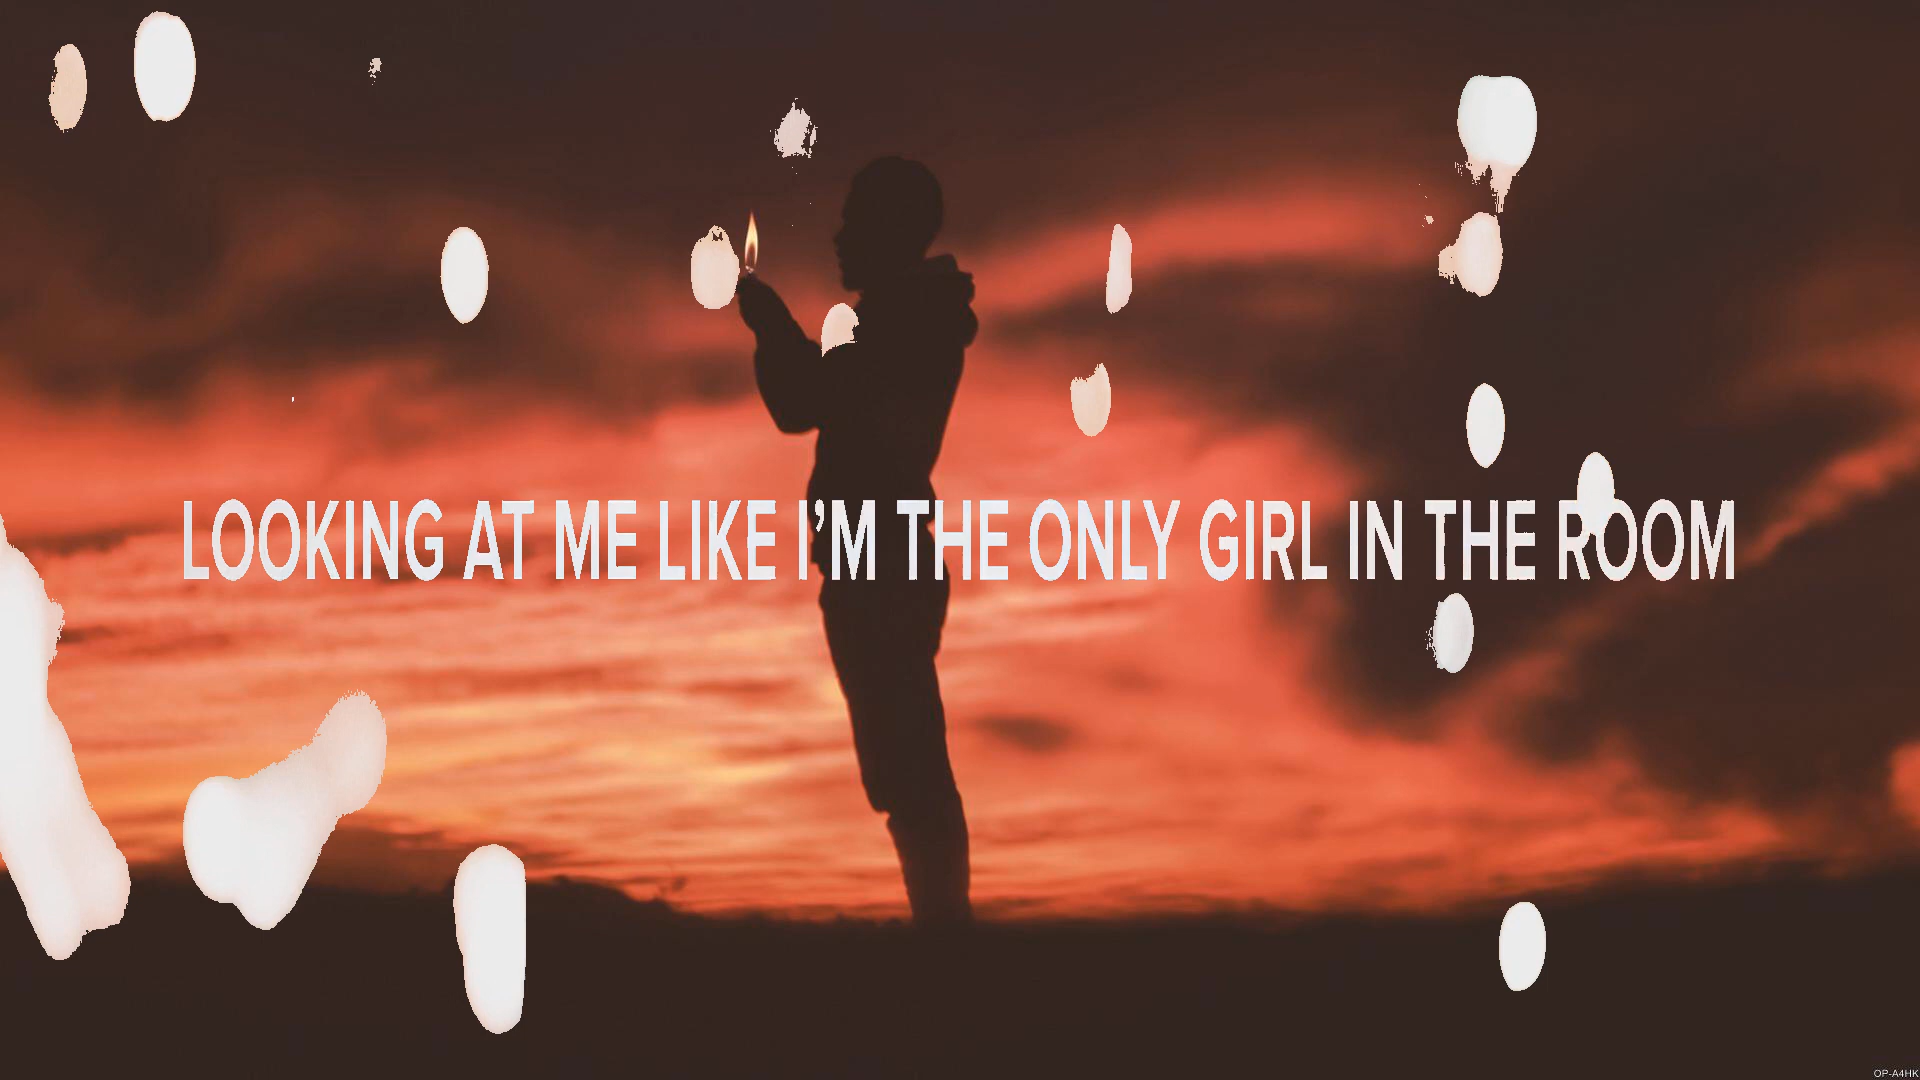 LOOKING AT ME LIKE I’M THE ONLY GIRL IN THE ROOM
OP-A4HK